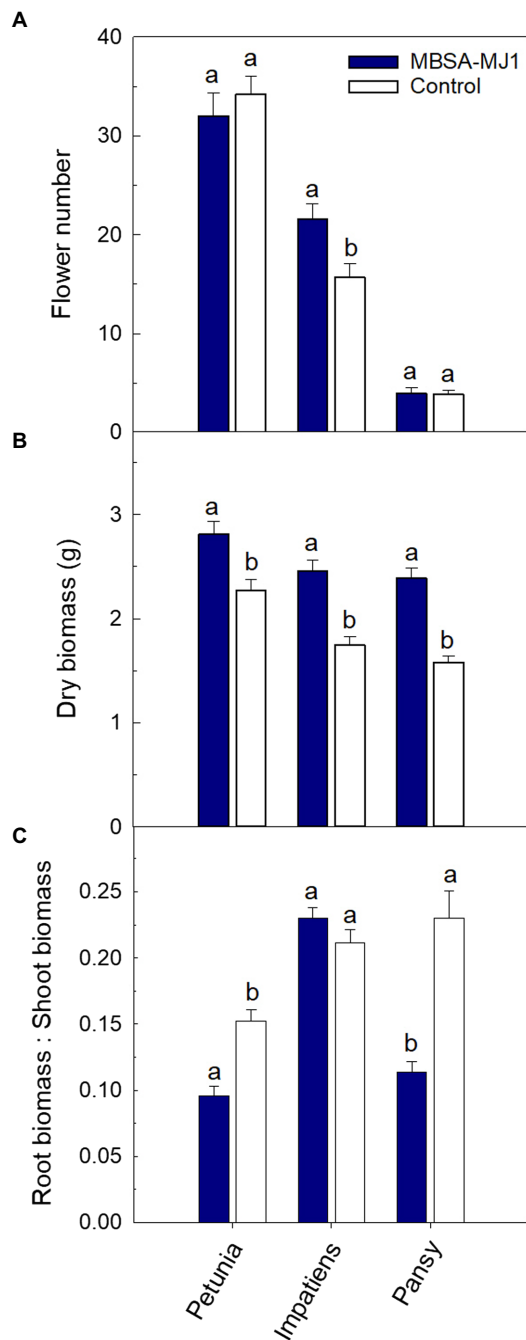 A
MBSA-MJ1
Control
Flower number
40
30
20
10
0
a a
a b
a a
B
Dry biomass (g)
3
2
1
0
a b
a b
a b
C
Root biomass : Shoot biomass
0.25
0.20
0.15
0.10
0.05
0.00
a b
a a
b a
Petunia
Impatiens
Pansy